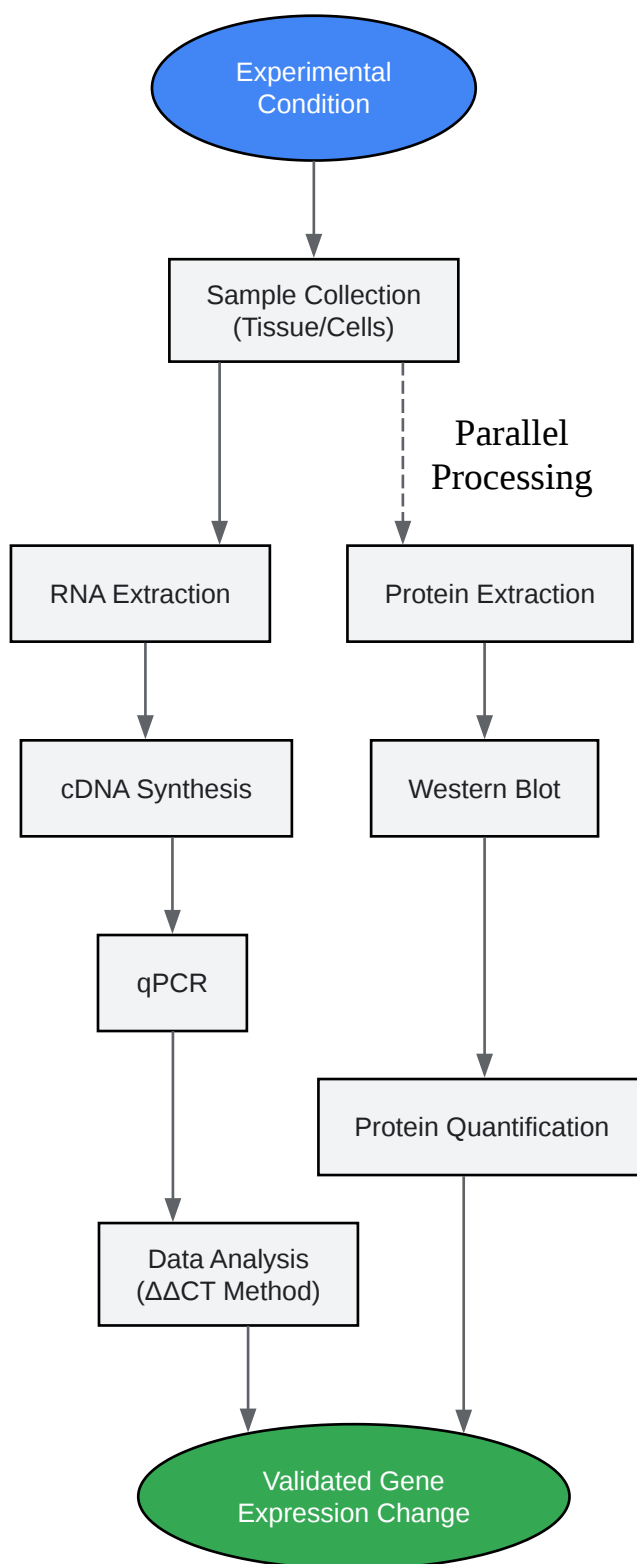 Experimental
Condition
Sample Collection
(Tissue/Cells)
Parallel
Processing
RNA Extraction
Protein Extraction
cDNA Synthesis
Western Blot
qPCR
Protein Quantification
Data Analysis
(ΔΔCT Method)
Validated Gene
Expression Change